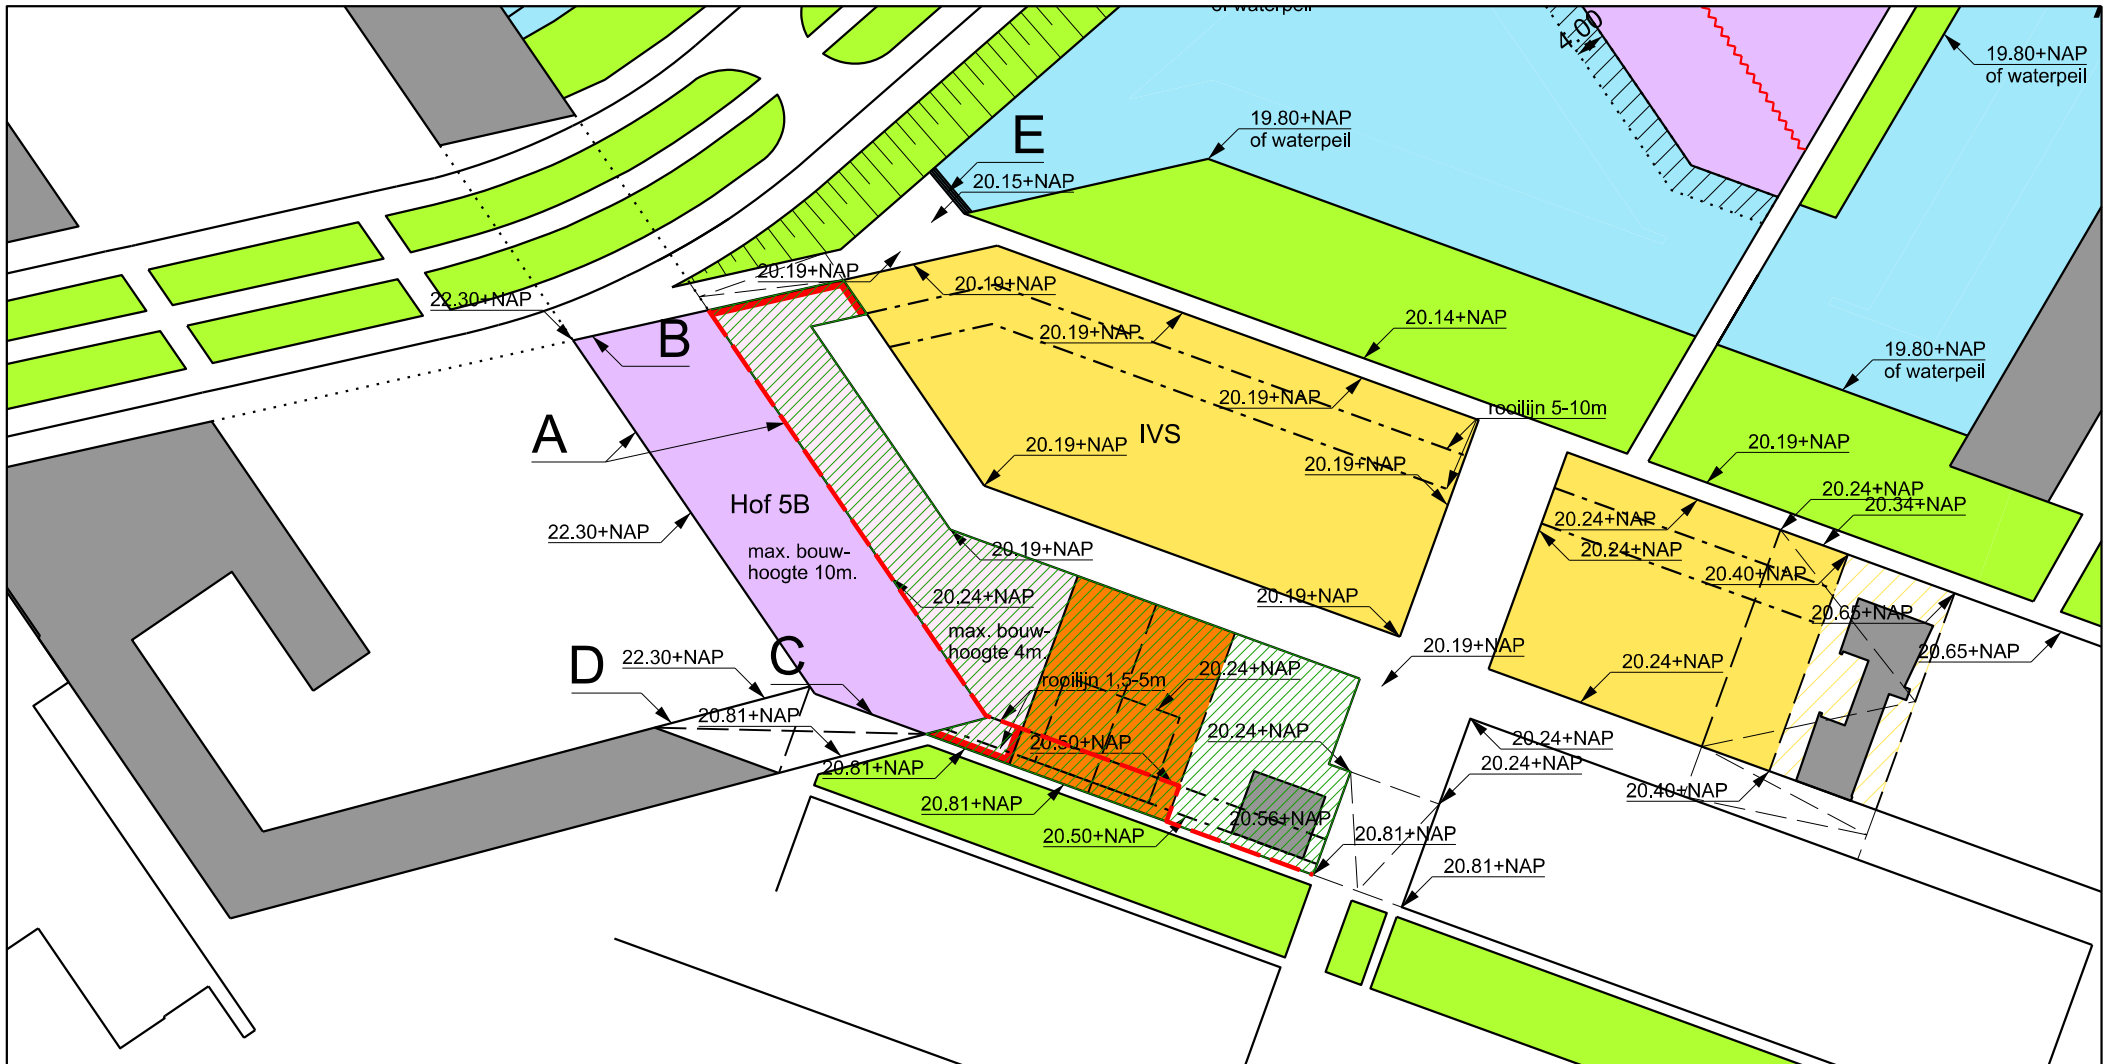 of waterpeil
4.00
19.80+NAP
of waterpeil
E
19.80+NAP
of waterpeil
20.15+NAP
20.19+NAP
20.19+NAP
22.30+NAP
B
20.19+NAP
20.14+NAP
19.80+NAP
of waterpeil
20.19+NAP
rooilijn 5-10m
A
IVS
20.19+NAP
20.19+NAP
20.19+NAP
20.24+NAP
20.34+NAP
Hof 5B
22.30+NAP
20.24+NAP
max. bouw-
hoogte 10m.
20.19+NAP
20.24+NAP
20.40+NAP
20.24+NAP
20.19+NAP
20.65+NAP
max. bouw-
hoogte 4m.
20.19+NAP
20.65+NAP
D
22.30+NAP
C
20.24+NAP
20.24+NAP
rooilijn 1,5-5m
20.81+NAP
20.24+NAP
20.50+NAP
20.24+NAP
20.81+NAP
20.24+NAP
20.40+NAP
20.81+NAP
20.56+NAP
20.50+NAP
20.81+NAP
20.81+NAP